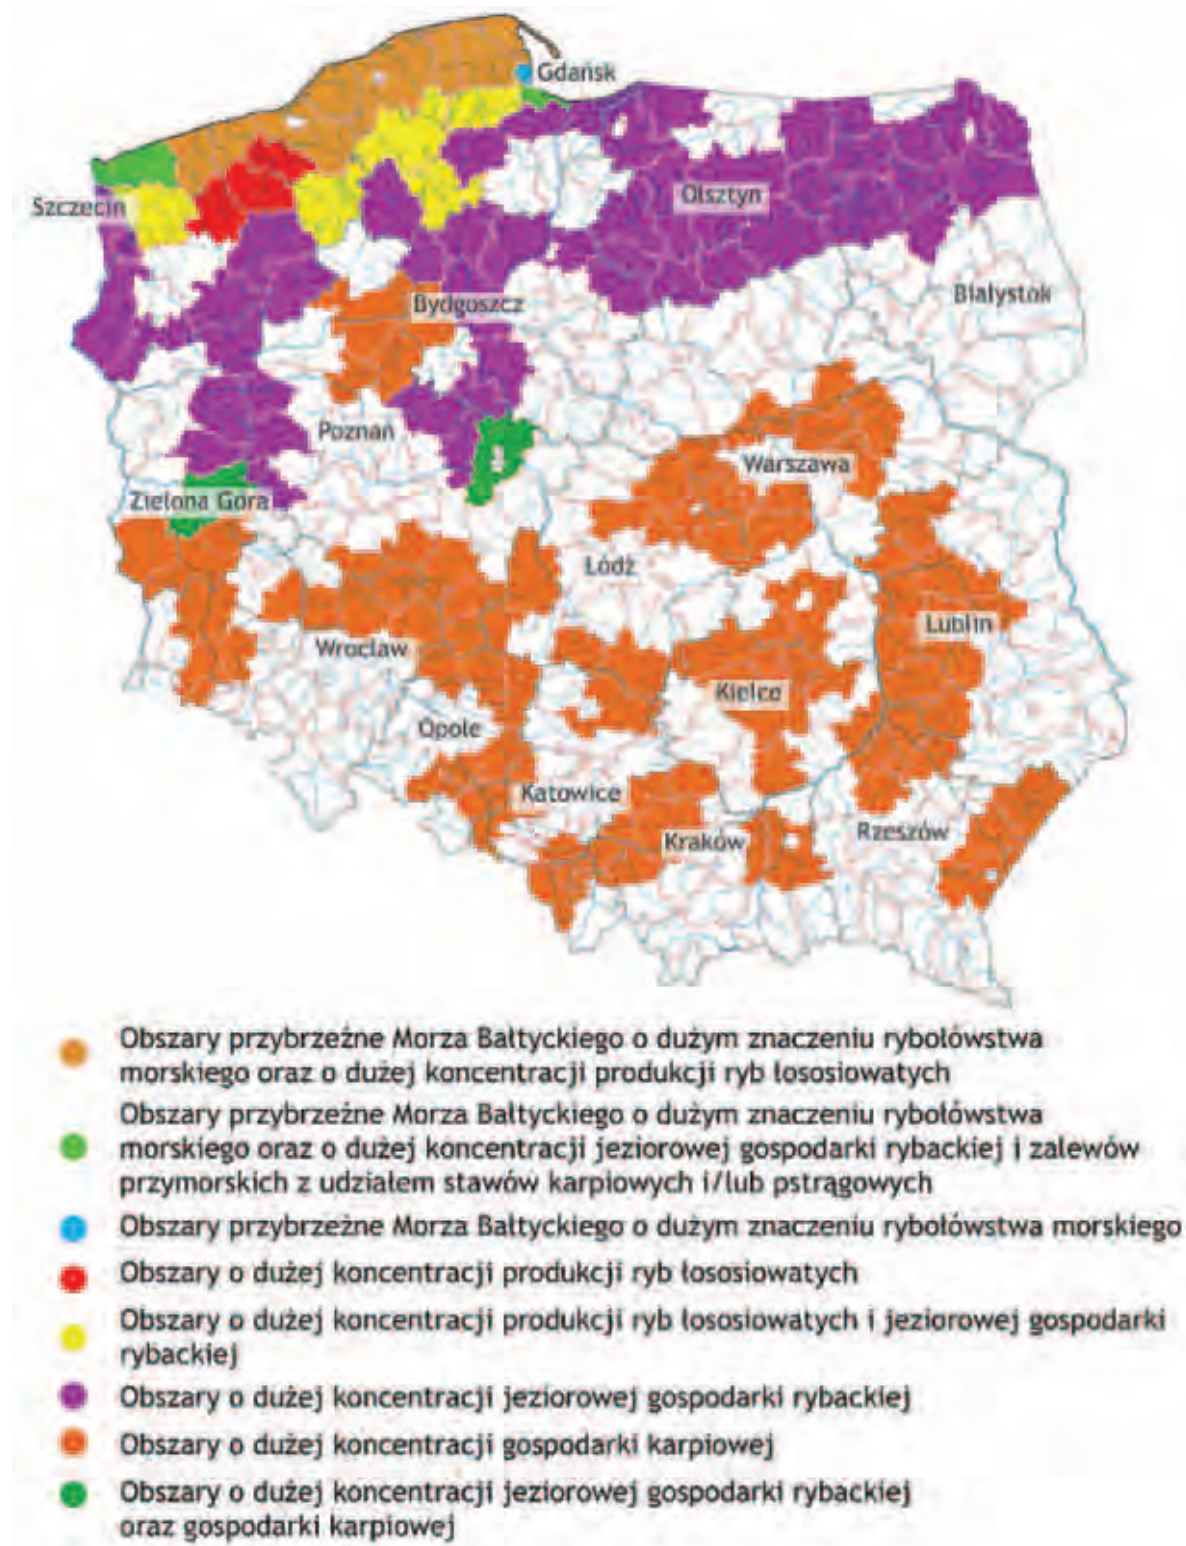 Gdańsk
Szczecin
Olsztyn
Białystok
Bydgoszcz
Poznań
Warszawa
Zielona Góra
Łódź
Lublin
Wrocław
Kielce
Opole
Katowice
Rzeszów
Kraków
Obszary przybrzeżne Morza Bałtyckiego o dużym znaczeniu rybołówstwa
morskiego oraz o dużej koncentracji produkcji ryb łososiowatych
Obszary przybrzeżne Morza Bałtyckiego o dużym znaczeniu rybołówstwa
morskiego oraz o dużej koncentracji jeziorowej gospodarki rybackiej i zalewów
przymorskich z udziałem stawów karpiowych i/lub pstrągowych
Obszary przybrzeżne Morza Bałtyckiego o dużym znaczeniu rybołówstwa morskiego
Obszary o dużej koncentracji produkcji ryb łososiowatych
Obszary o dużej koncentracji produkcji ryb łososiowatych i jeziorowej gospodarki
rybackiej
Obszary o dużej koncentracji jeziorowej gospodarki rybackiej
Obszary o dużej koncentracji gospodarki karpiowej
Obszary o dużej koncentracji jeziorowej gospodarki rybackiej
oraz gospodarki karpiowej